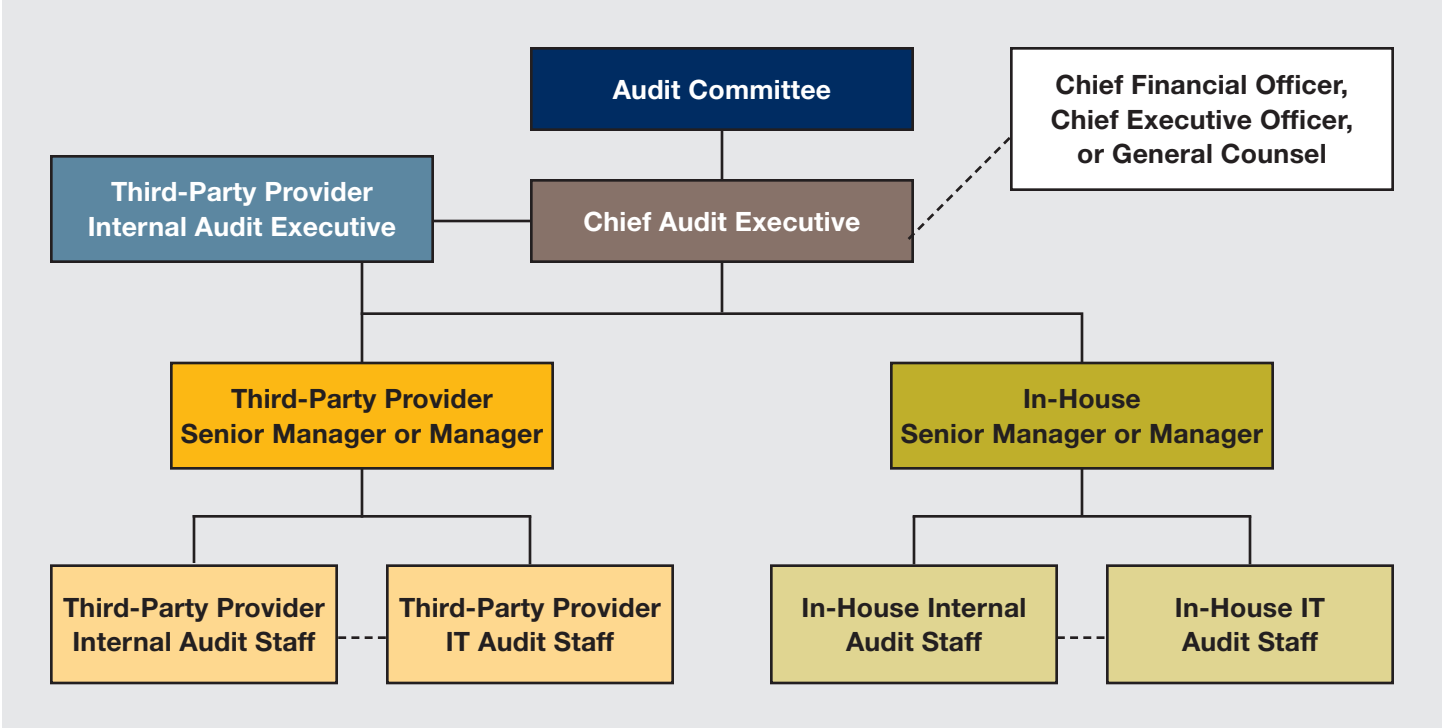 Audit Committee
Chief Financial Officer,
Chief Executive Officer,
or General Counsel
Third-Party Provider
Internal Audit Executive
Chief Audit Executive
Third-Party Provider
Senior Manager or Manager
In-House
Senior Manager or Manager
Third-Party Provider
Internal Audit Staff
Third-Party Provider
IT Audit Staff
In-House Internal
Audit Staff
In-House IT
Audit Staff